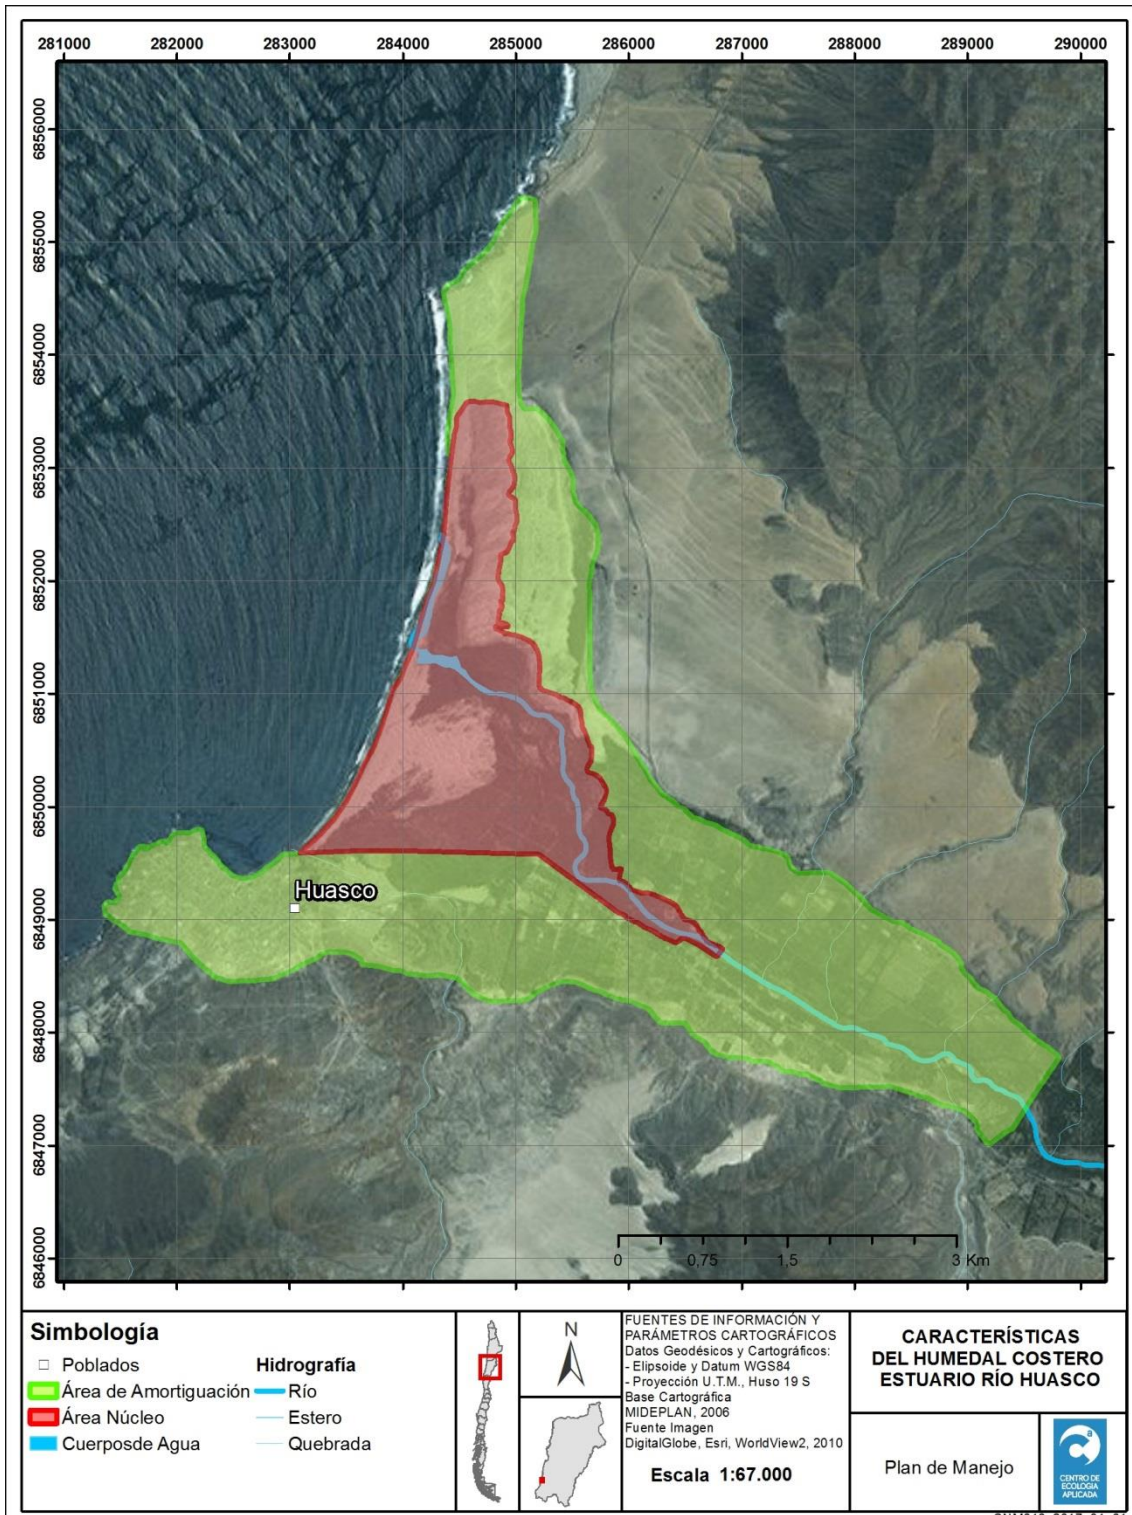 281000 282000 283000 284000 285000 286000 287000 288000 289000 290000
6856000
6855000
6854000
6853000
6852000
6851000
6850000
6849000
6848000
6847000
6846000
Huasco
0 0.75 1,5 3 Km
Simbología
Poblados
Área de Amortiguación
Área Núcleo
Cuerposde Agua
Hidrografía
Río
Estero
Quebrada
N
FUENTES DE INFORMACIÓN Y
PARÁMETROS CARTOGRÁFICOS
Datos Geodésicos y Cartográficos:
- Elipsoide y Datum WGS84
- Proyección U.T.M., Huso 19 S
Base Cartográfica
MIDEPLAN, 2006
Fuente Imagen
DigitalGlobe, Esri, WorldView2, 2010
Escala 1:67.000
CARACTERÍSTICAS
DEL HUMEDAL COSTERO
ESTUARIO RÍO HUASCO
Plan de Manejo
a
CENTRO DE
ECOLOGIA
APLICADA